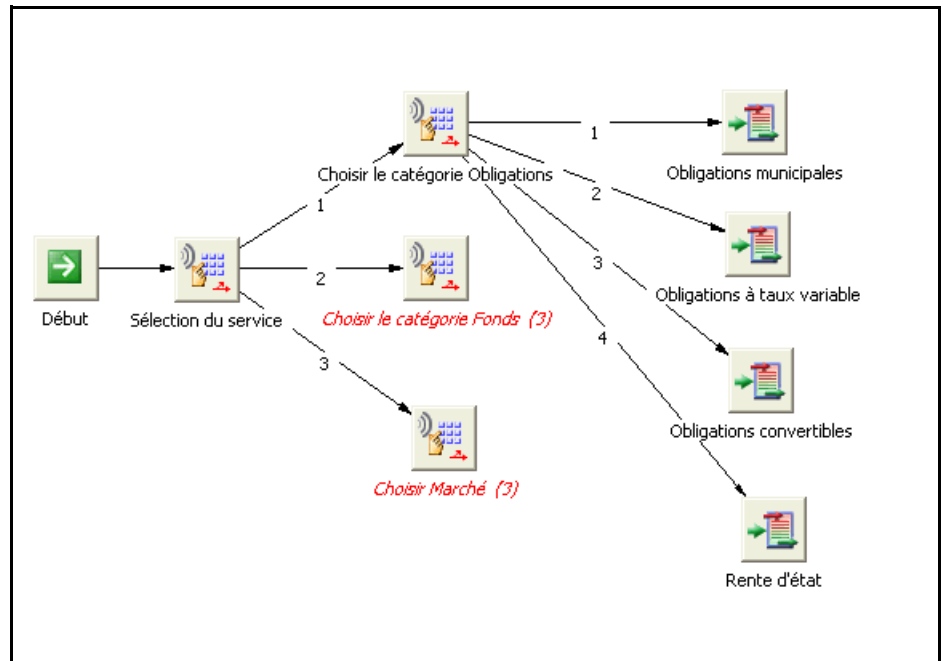 1
Obligations municipales
Choisir le catégorie Obligations
2
1
3
Obligations à taux variable
2
Début
Sélection du service
Choisir le catégorie Fonds (3)
4
3
Obligations convertibles
Choisir Marché (3)
Rente d'état